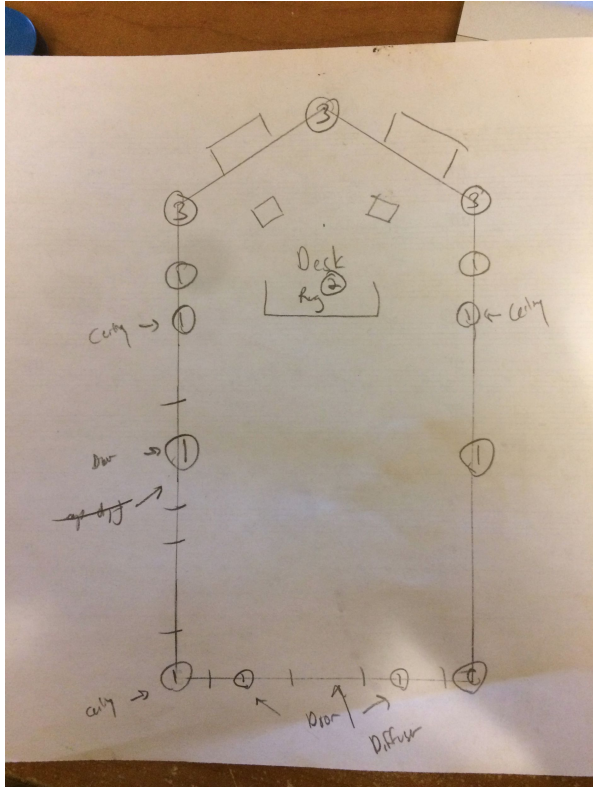 3
3
3
1
1
Desk
Rug 2
Ceiling → 1
1 ← Ceiling
Door → 1
1
1
1
1
Ceiling →
Door
Diffuser